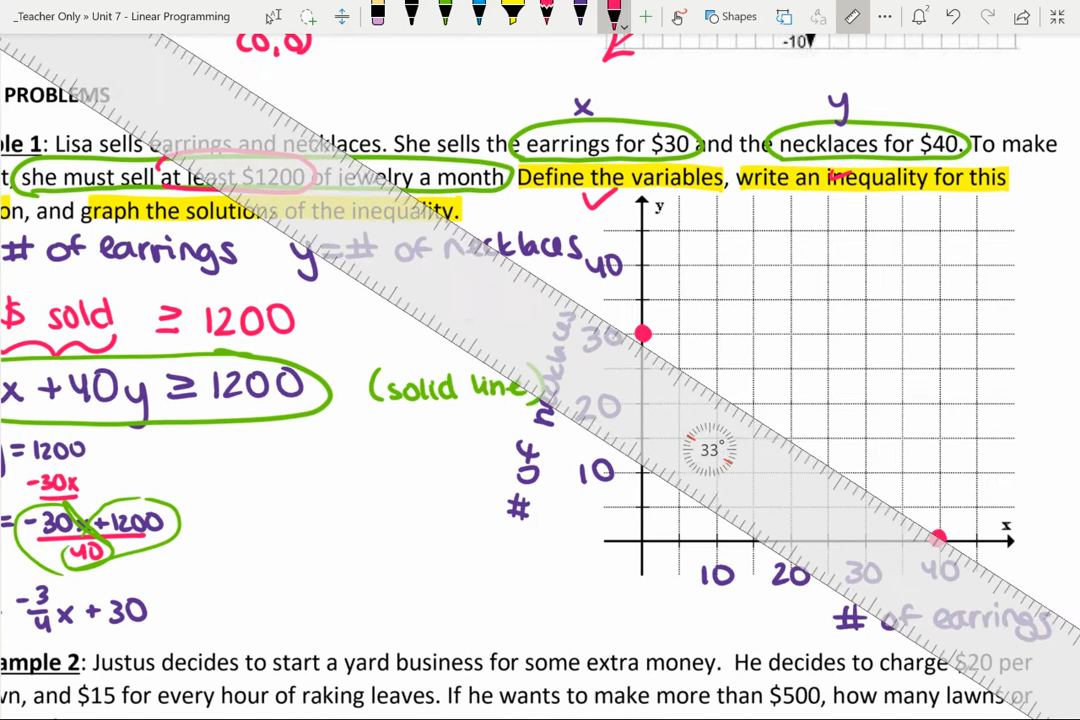 _Teacher Only » Unit 7 - Linear Programming
Shapes
(0,0)
-10
PROBLEMS
x
y
ple 1: Lisa sells earrings and necklaces. She sells the earrings for $30 and the necklaces for $40. To make
t, she must sell at least $1200 of jewelry a month. Define the variables, write an inequality for this
on, and graph the solutions of the inequality.
y
# of earrings y = # of necklaces
40
$ sold ≥ 1200
30
x + 40y ≥ 1200 (solid line)
20
# of necklaces
33°
= 1200
10
-30x
= -30x + 1200
40
x
10 20 30 40
-3/4 x + 30
# of earrings
ample 2: Justus decides to start a yard business for some extra money. He decides to charge $20 per
wn, and $15 for every hour of raking leaves. If he wants to make more than $500, how many lawns or